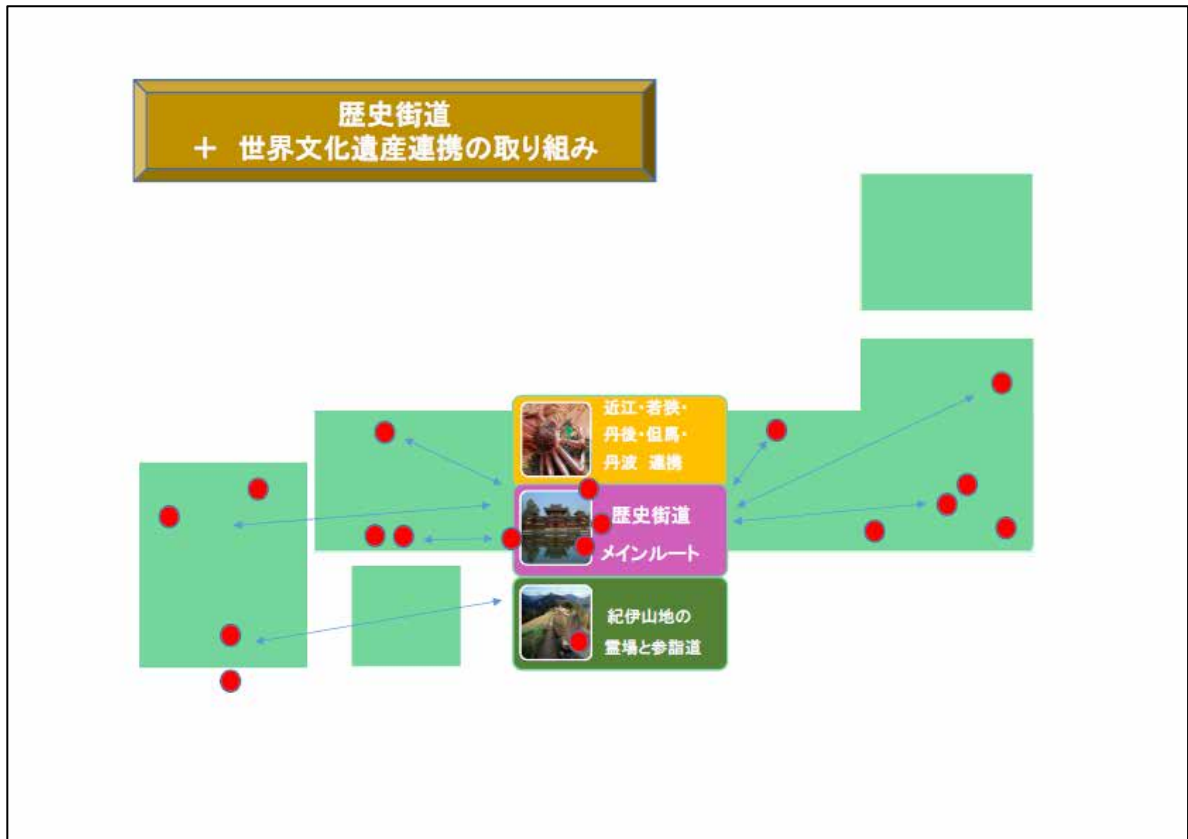 歴史街道
＋ 世界文化遺産連携の取り組み
近江・若狭・
丹後・但馬・
丹波 連携
歴史街道
メインルート
紀伊山地の
霊場と参詣道